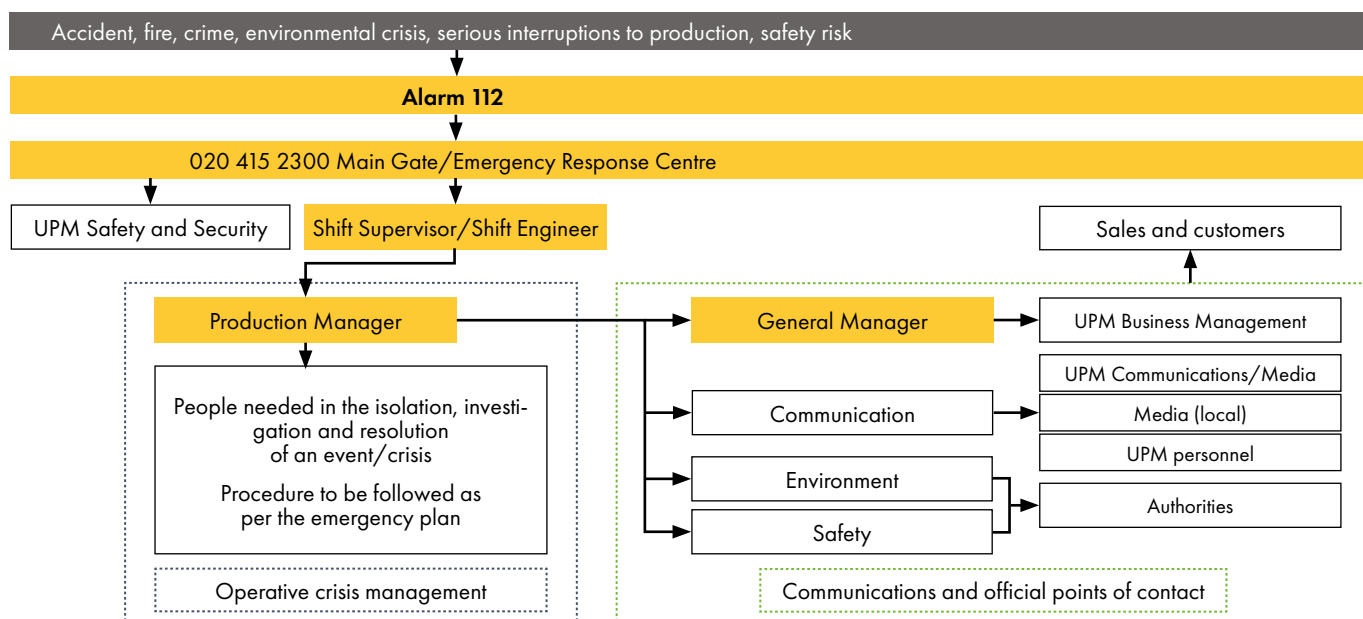 Accident, fire, crime, environmental crisis, serious interruptions to production, safety risk
Alarm 112
020 415 2300 Main Gate/Emergency Response Centre
UPM Safety and Security
Shift Supervisor/Shift Engineer
Sales and customers
Production Manager
General Manager
UPM Business Management
People needed in the isolation, investi-
gation and resolution
of an event/crisis
Procedure to be followed as
per the emergency plan
UPM Communications/Media
Communication
Media (local)
UPM personnel
Environment
Authorities
Safety
Operative crisis management
Communications and official points of contact